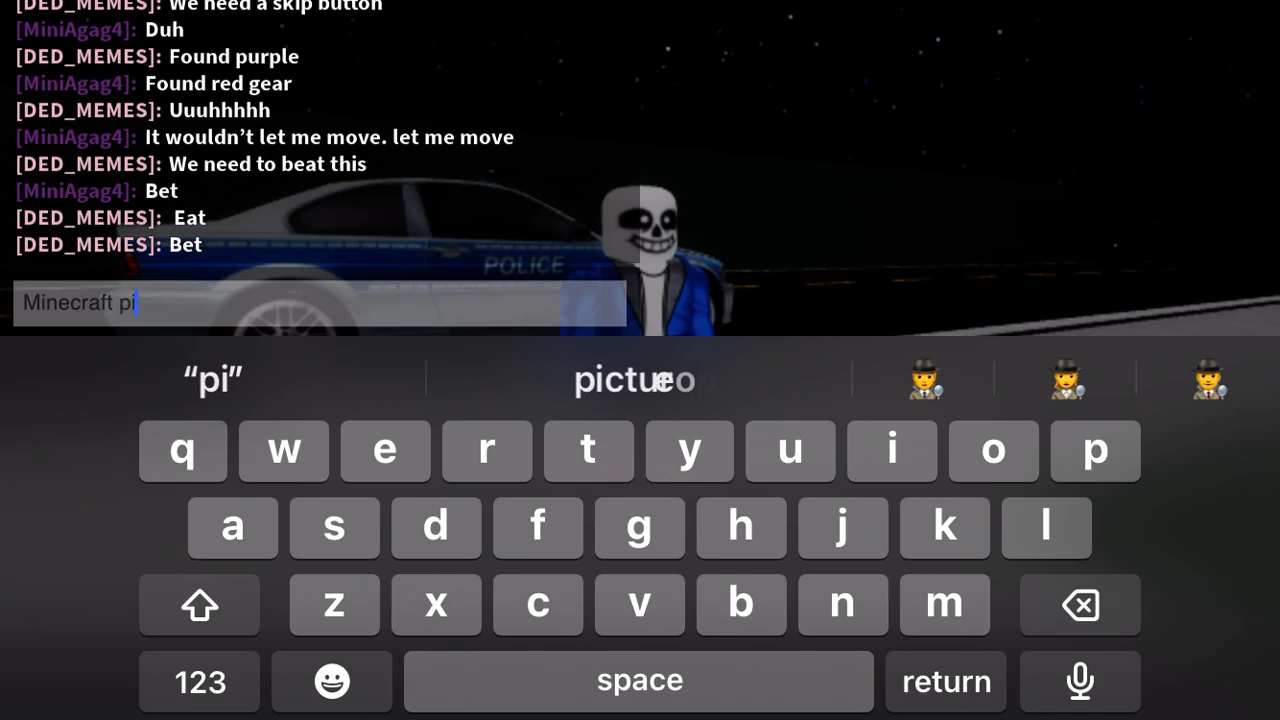 [DED_MEMES]: We need a skip button
[MiniAgag4]: Duh
[DED_MEMES]: Found purple
[MiniAgag4]: Found red gear
[DED_MEMES]: Uuuhhhhh
[MiniAgag4]: It wouldn’t let me move. let me move
[DED_MEMES]: We need to beat this
[MiniAgag4]: Bet
[DED_MEMES]: Eat
[DED_MEMES]: Bet
POLICE
Minecraft pi
“pi”
q w e r t y u i o p
a s d f g h j k l
z x c v b n m
123 space return